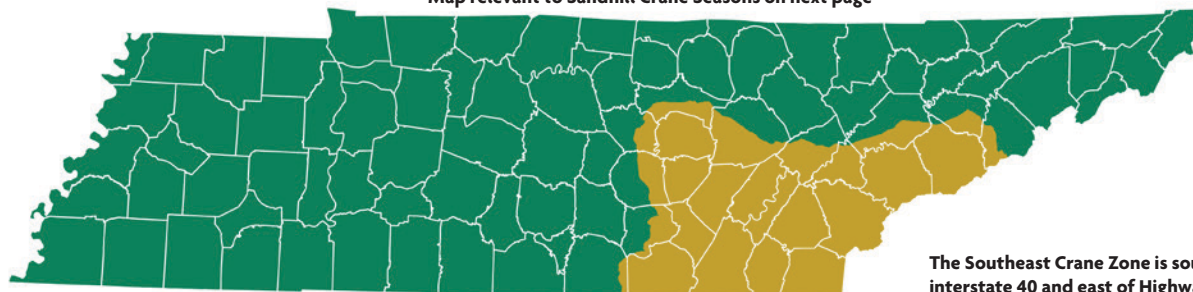 Map relevant to Sandhill Crane Seasons on next page
The Southeast Crane Zone is
interstate 40 and east of